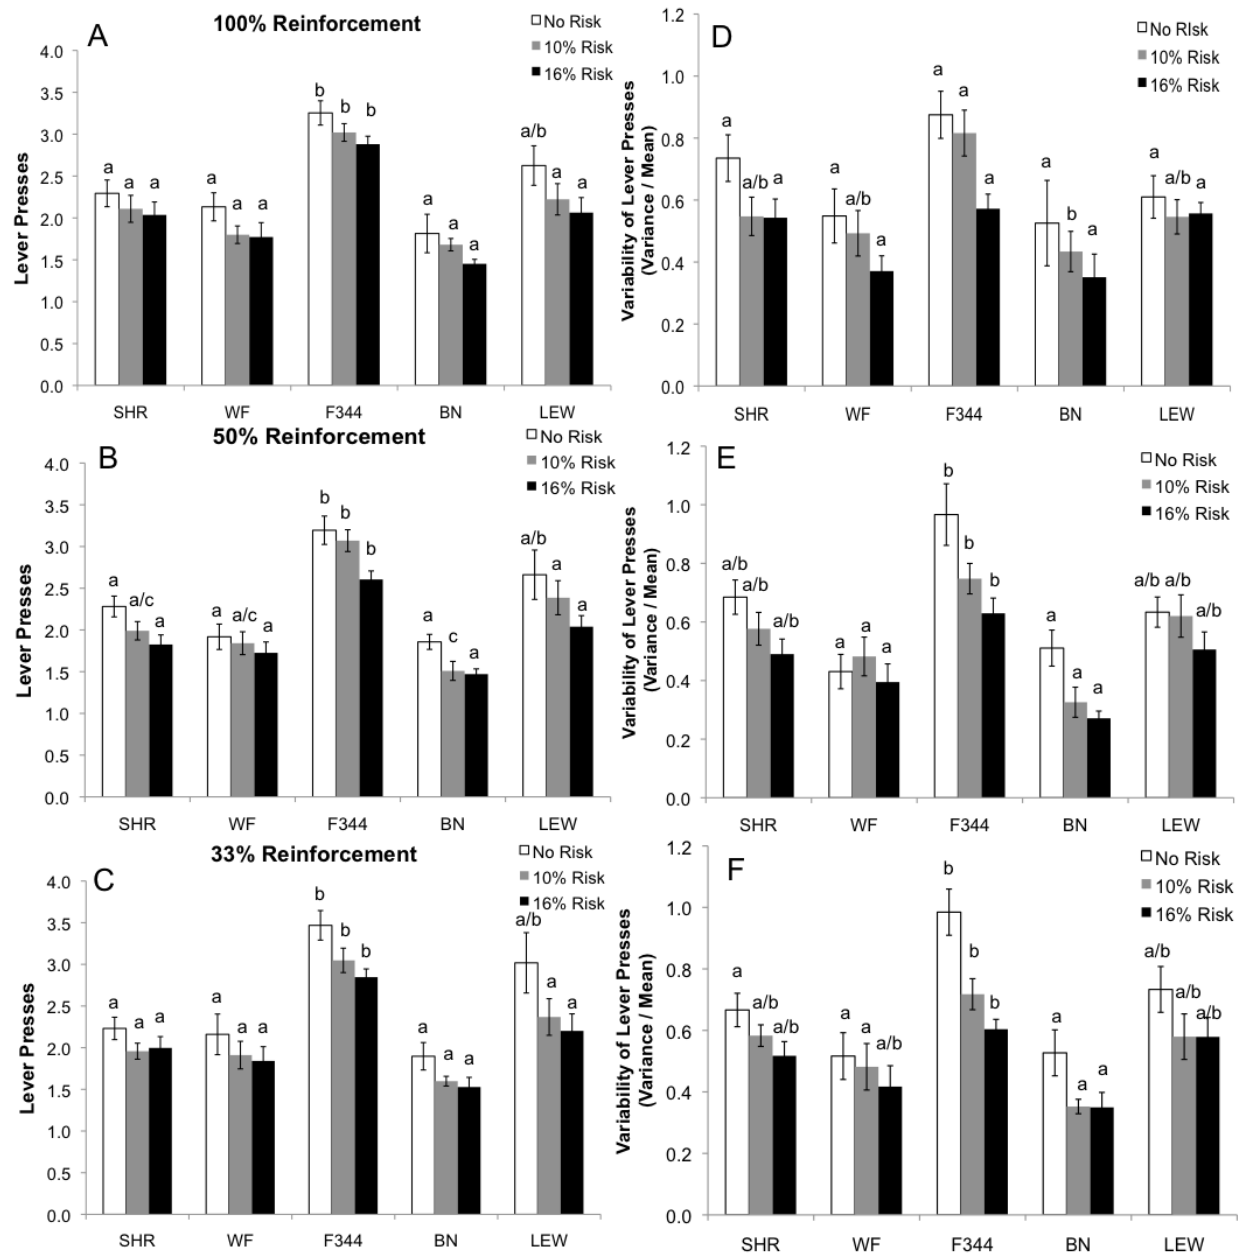 A
100% Reinforcement
No Risk
10% Risk
16% Risk
Lever Presses
4.0
3.5
3.0
2.5
2.0
1.5
1.0
0.5
0.0
a a a
a a a
b b b
a a a
a/b a a
SHR WF F344 BN LEW
D
No RIsk
10% Risk
16% Risk
Variability of Lever Presses
(Variance / Mean)
1.2
1.0
0.8
0.6
0.4
0.2
0.0
a a/b a
a a/b a
a a a
a b a
a a/b a
SHR WF F344 BN LEW
B
50% Reinforcement
No Risk
10% Risk
16% Risk
Lever Presses
4.0
3.5
3.0
2.5
2.0
1.5
1.0
0.5
0.0
a a/c a
a a/c a
b b b
a c a
a/b a a
SHR WF F344 BN LEW
E
No Risk
10% Risk
16% Risk
Variability of Lever Presses
(Variance / Mean)
1.2
1.0
0.8
0.6
0.4
0.2
0.0
a/b a/b a/b
a a a
b b b
a a a
a/b a/b a/b
SHR WF F344 BN LEW
C
33% Reinforcement
No Risk
10% Risk
16% Risk
Lever Presses
4.0
3.5
3.0
2.5
2.0
1.5
1.0
0.5
0.0
a a a
a a a
b b b
a a a
a/b a a
SHR WF F344 BN LEW
F
No Risk
10% Risk
16% Risk
Variability of Lever Presses
(Variance / Mean)
1.2
1.0
0.8
0.6
0.4
0.2
0.0
a a/b a/b
a a a/b
b b b
a a a
a/b a/b a/b
SHR WF F344 BN LEW